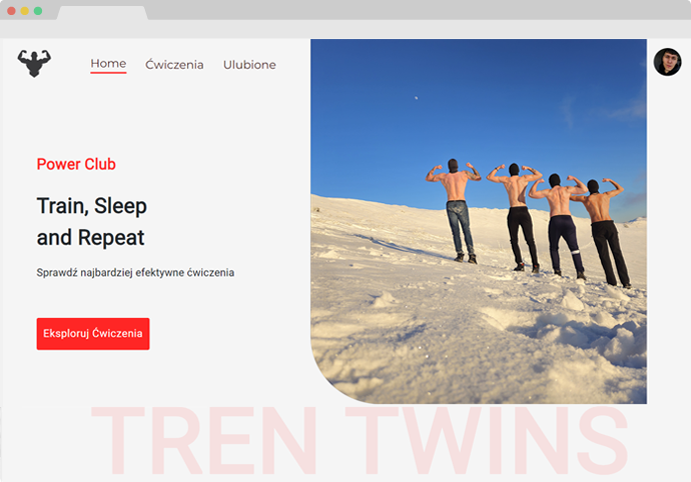 Home Ćwiczenia Ulubione
Power Club
Train, Sleep
and Repeat
Sprawdź najbardziej efektywne ćwiczenia
Eksploruj Ćwiczenia
TREN TWINS